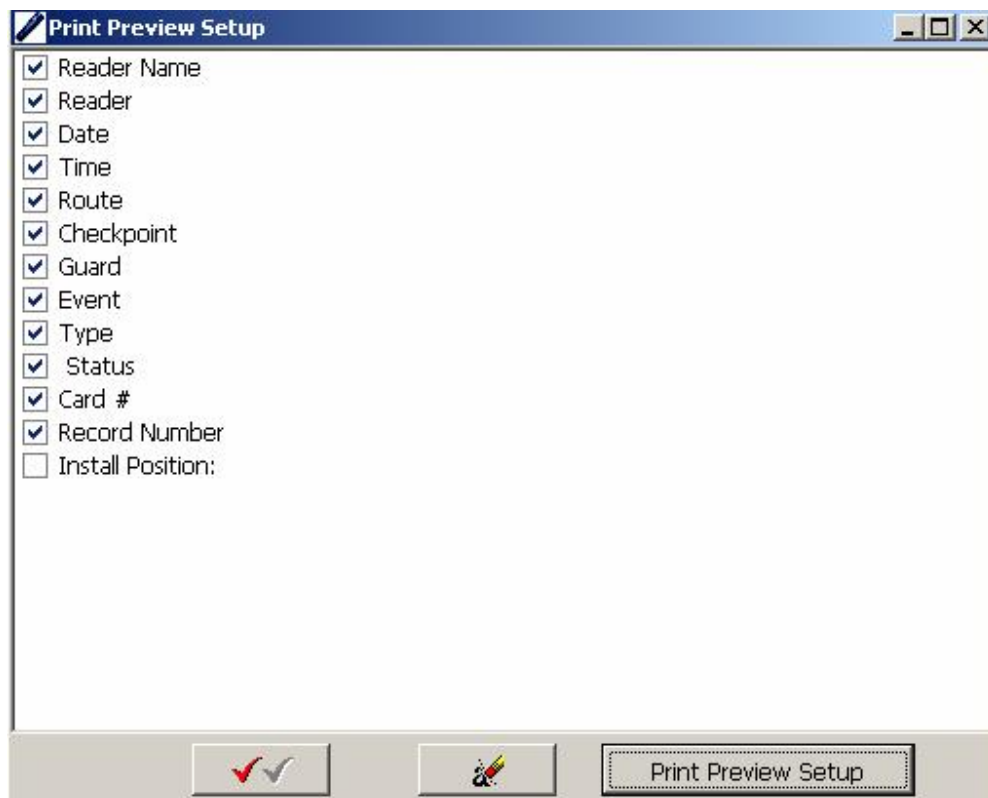 Print Preview Setup
Reader Name
Reader
Date
Time
Route
Checkpoint
Guard
Event
Type
Status
Card #
Record Number
Install Position:
Print Preview Setup